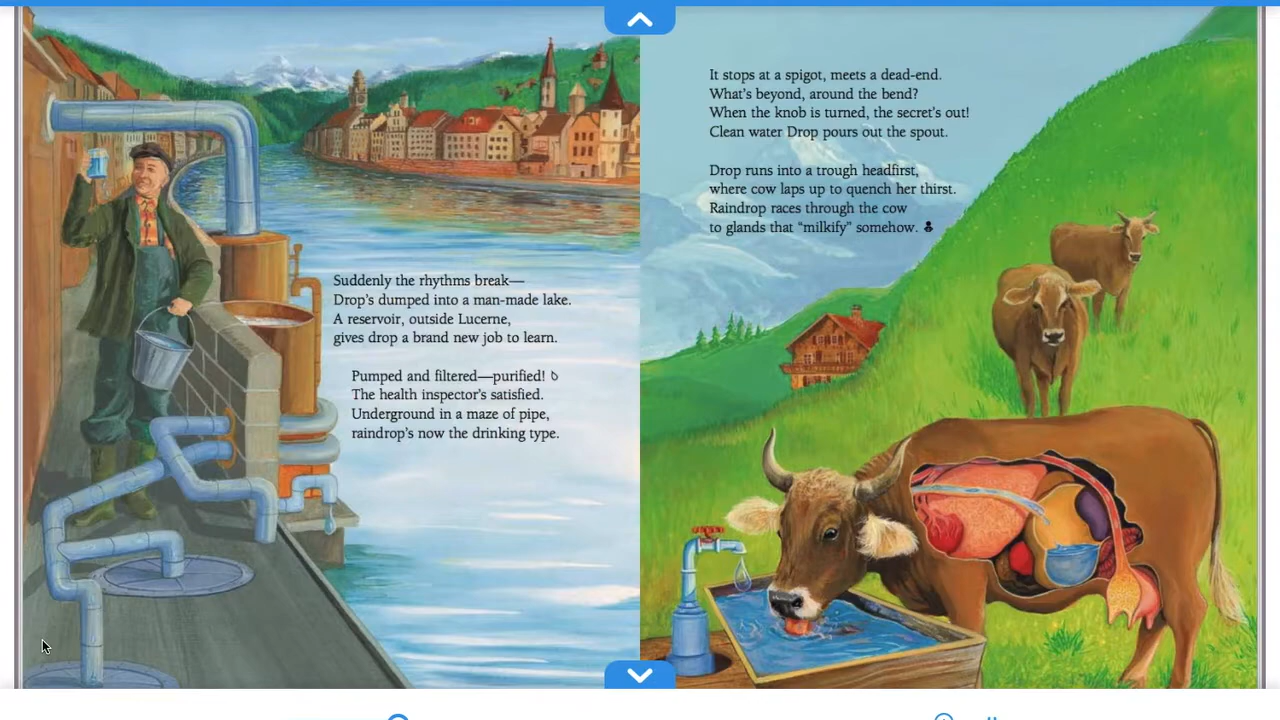 Suddenly the rhythms break—
Drop's dumped into a man-made lake.
A reservoir, outside Lucerne,
gives drop a brand new job to learn.
Pumped and filtered—purified!
The health inspector's satisfied.
Underground in a maze of pipe,
raindrop's now the drinking type.
It stops at a spigot, meets a dead-end.
What's beyond, around the bend?
When the knob is turned, the secret's out!
Clean water Drop pours out the spout.
Drop runs into a trough headfirst,
where cow laps up to quench her thirst.
Raindrop races through the cow
to glands that “milkify” somehow.